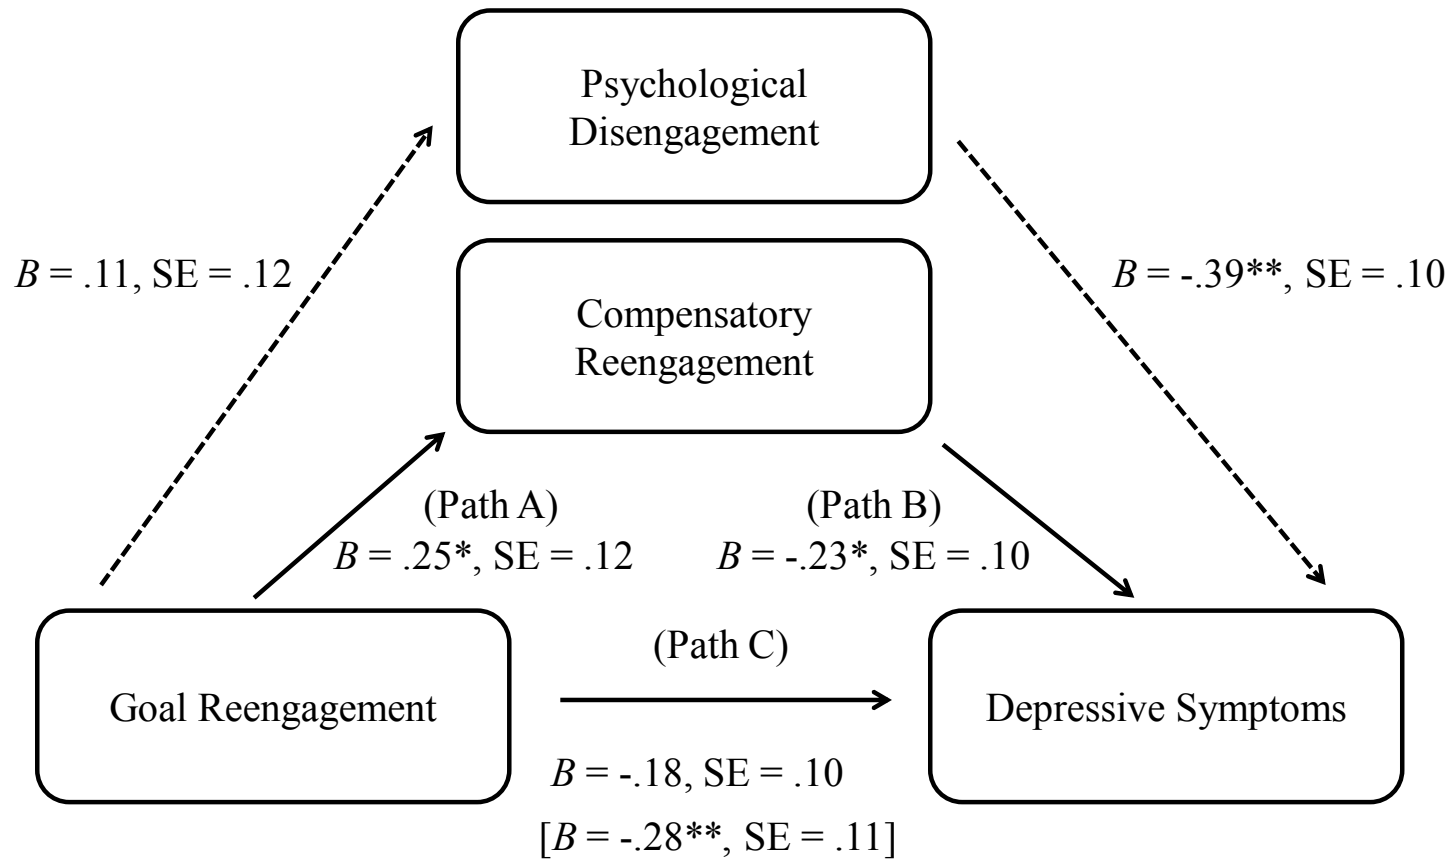 Psychological
Disengagement
B = .11, SE = .12
B = -.39**, SE = .10
Compensatory
Reengagement
(Path A)
B = .25*, SE = .12
(Path B)
B = -.23*, SE = .10
Goal Reengagement
(Path C)
B = -.18, SE = .10
[B = -.28**, SE = .11]
Depressive Symptoms